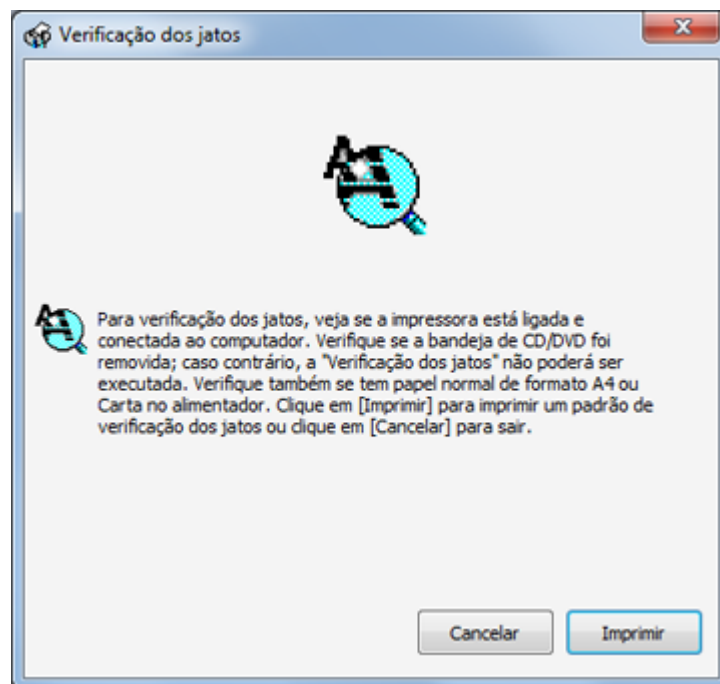 Verificação dos jatos
Para verificação dos jatos, veja se a impressora está ligada e
conectada ao computador. Verifique se a bandeja de CD/DVD foi
removida; caso contrário, a "Verificação dos jatos" não poderá ser
executada. Verifique também se tem papel normal de formato A4 ou
Carta no alimentador. Clique em [Imprimir] para imprimir um padrão de
verificação dos jatos ou clique em [Cancelar] para sair.
Cancelar
Imprimir